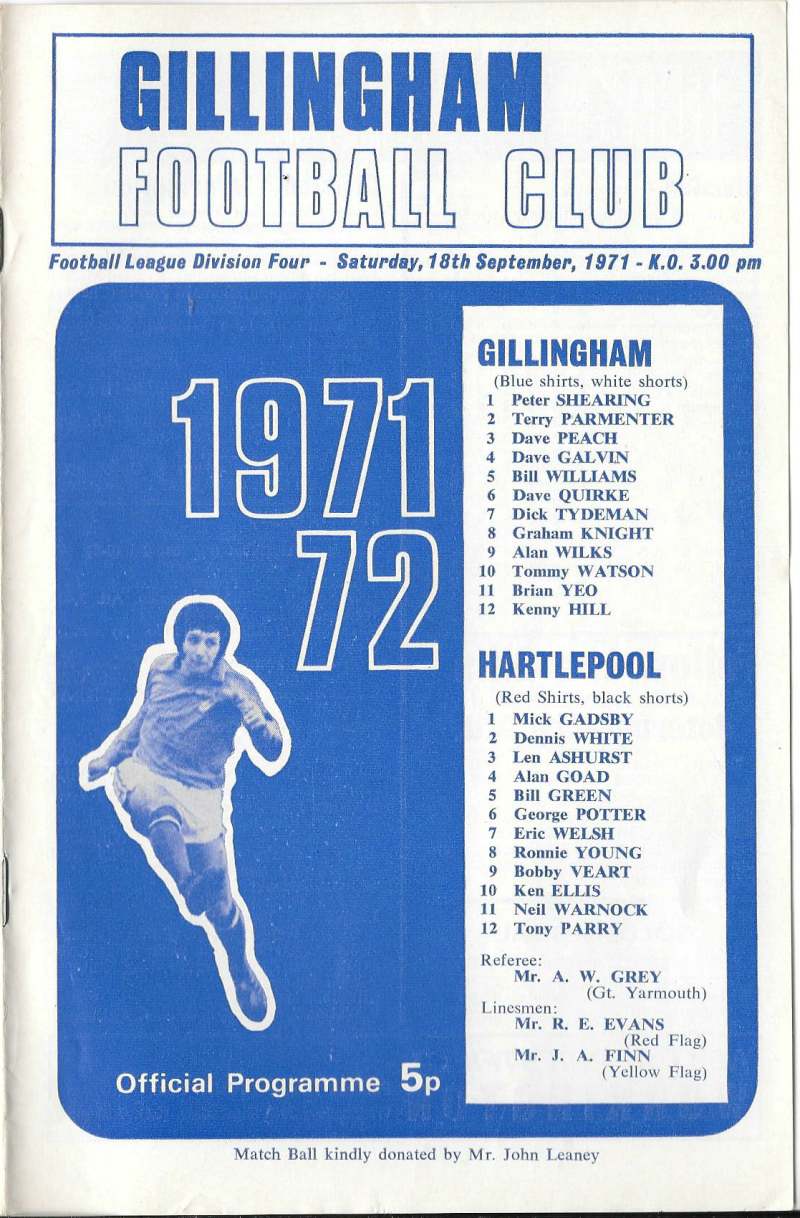 GILLINGHAM
FOOTBALL CLUB
Football League Division Four - Saturday, 18th September, 1971 - K.O. 3.00 pm
1971
72
GILLINGHAM
(Blue shirts, white shorts)
1 Peter SHEARING
2 Terry PARMENTER
3 Dave PEACH
4 Dave GALVIN
5 Bill WILLIAMS
6 Dave QUIRKE
7 Dick TYDEMAN
8 Graham KNIGHT
9 Alan WILKS
10 Tommy WATSON
11 Brian YEO
12 Kenny HILL
HARTLEPOOL
(Red Shirts, black shorts)
1 Mick GADSBY
2 Dennis WHITE
3 Len ASHURST
4 Alan GOAD
5 Bill GREEN
6 George POTTER
7 Eric WELSH
8 Ronnie YOUNG
9 Bobby VEART
10 Ken ELLIS
11 Neil WARNOCK
12 Tony PARRY
Referee:
Mr. A. W. GREY
(Gt. Yarmouth)
Linesmen:
Mr. R. E. EVANS
(Red Flag)
Mr. J. A. FINN
(Yellow Flag)
Official Programme 5p
Match Ball kindly donated by Mr. John Leaney